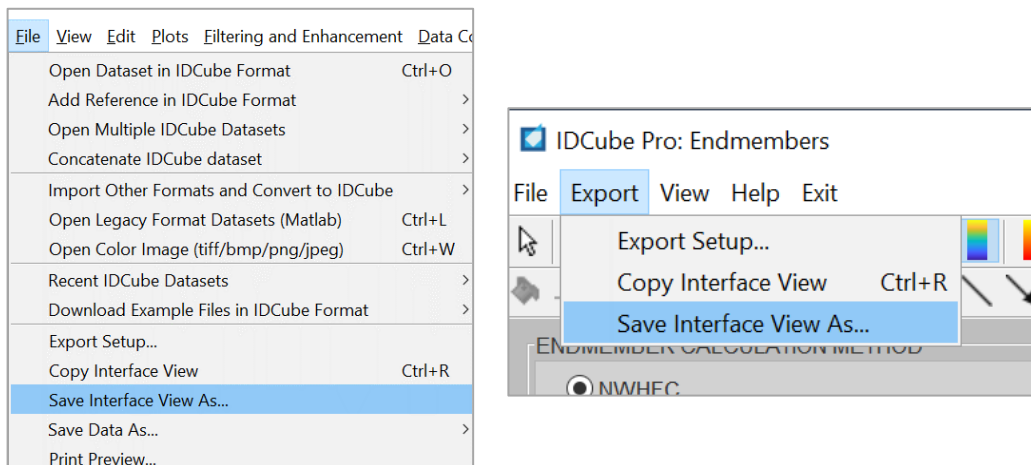 File View Edit Plots Filtering and Enhancement Data
Open Dataset in IDCube Format Ctrl+O
Add Reference in IDCube Format
Open Multiple IDCube Datasets
Concatenate IDCube dataset
Import Other Formats and Convert to IDCube
Open Legacy Format Datasets (Matlab) Ctrl+L
Open Color Image (tiff/bmp/png/jpeg) Ctrl+W
Recent IDCube Datasets
Download Example Files in IDCube Format
Export Setup...
Copy Interface View Ctrl+R
Save Interface View As...
Save Data As...
Print Preview...
IDCube Pro: Endmembers
File Export View Help Exit
Export Setup...
Copy Interface View Ctrl+R
Save Interface View As...
ENDMEMBER CALCULATION METHOD